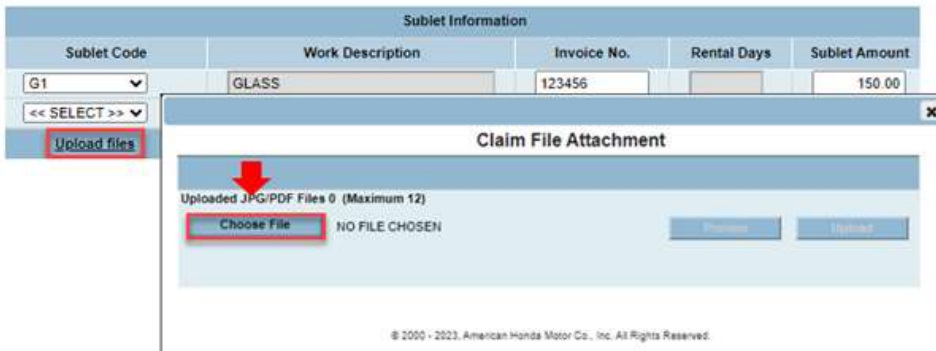 Sublet Information
Sublet Code Work Description Invoice No. Rental Days Sublet Amount
G1 GLASS 123456 150.00
<< SELECT >>
Upload files
Claim File Attachment
Uploaded JPG/PDF Files 0 (Maximum 12)
Choose File NO FILE CHOSEN Preview Upload
© 2000 - 2023, American Honda Motor Co., Inc. All Rights Reserved.